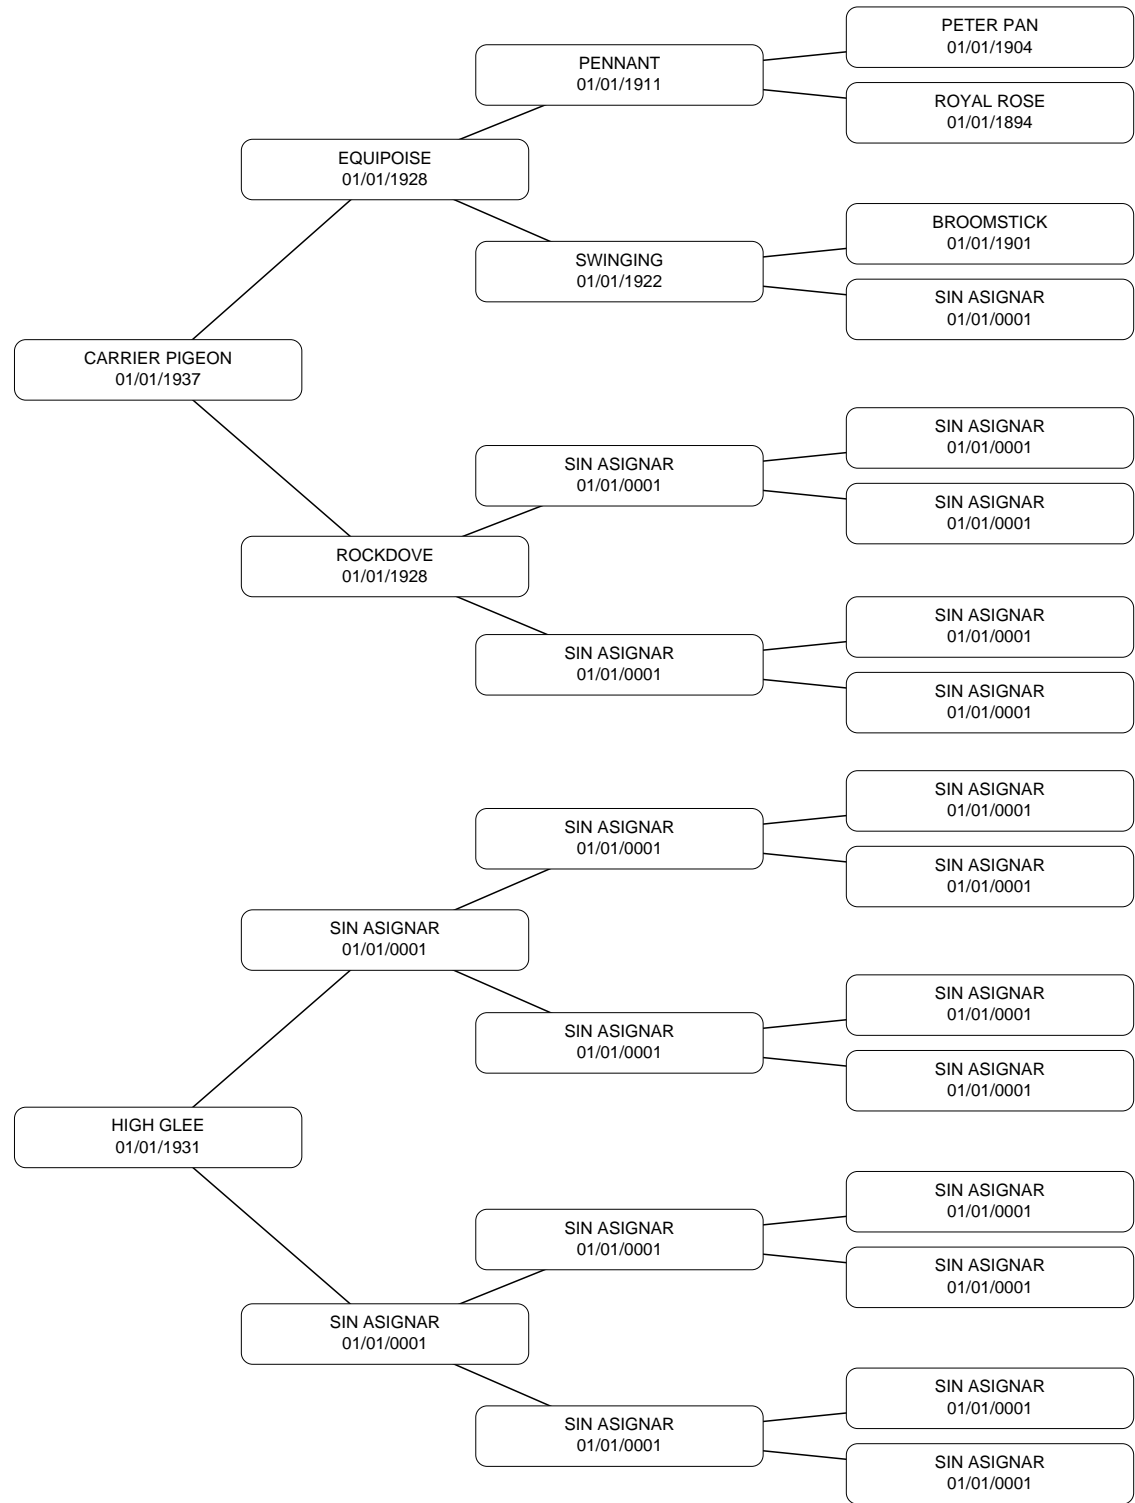 PETER PAN
01/01/1904
PENNANT
01/01/1911
ROYAL ROSE
01/01/1894
EQUIPOISE
01/01/1928
BROOMSTICK
01/01/1901
SWINGING
01/01/1922
SIN ASIGNAR
01/01/0001
CARRIER PIGEON
01/01/1937
SIN ASIGNAR
01/01/0001
SIN ASIGNAR
01/01/0001
SIN ASIGNAR
01/01/0001
ROCKDOVE
01/01/1928
SIN ASIGNAR
01/01/0001
SIN ASIGNAR
01/01/0001
SIN ASIGNAR
01/01/0001
SIN ASIGNAR
01/01/0001
SIN ASIGNAR
01/01/0001
SIN ASIGNAR
01/01/0001
SIN ASIGNAR
01/01/0001
SIN ASIGNAR
01/01/0001
SIN ASIGNAR
01/01/0001
SIN ASIGNAR
01/01/0001
HIGH GLEE
01/01/1931
SIN ASIGNAR
01/01/0001
SIN ASIGNAR
01/01/0001
SIN ASIGNAR
01/01/0001
SIN ASIGNAR
01/01/0001
SIN ASIGNAR
01/01/0001
SIN ASIGNAR
01/01/0001
SIN ASIGNAR
01/01/0001